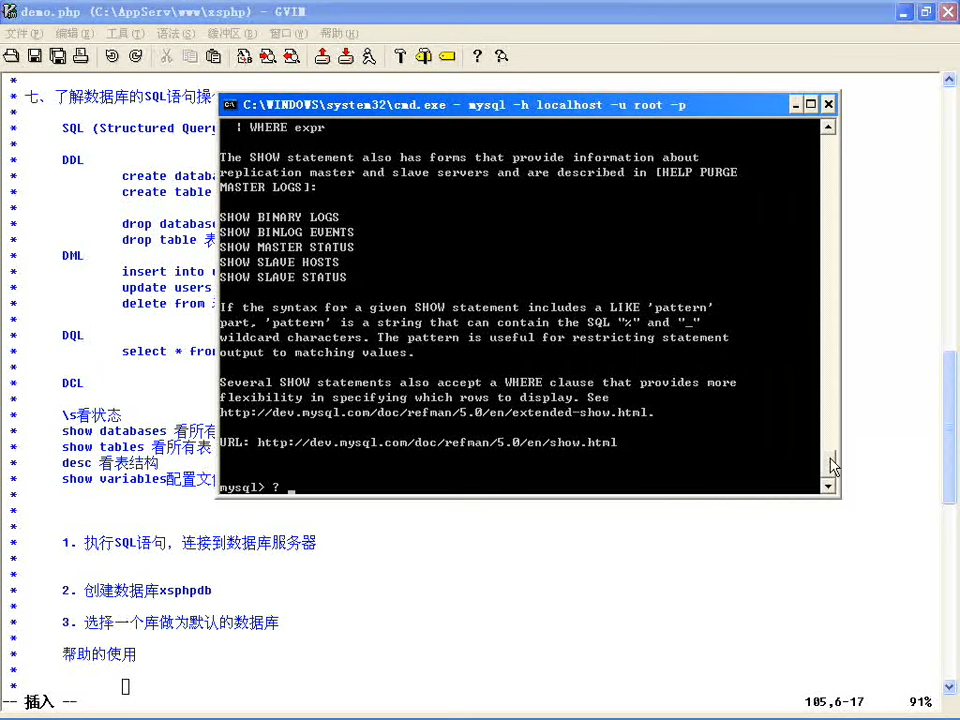 demo.php (C:\AppServ\www\xsphp) - GVIM
文件(F) 编辑(E) 工具(T) 语法(S) 缓冲区(B) 窗口(W) 帮助(H)
*
* 七、了解数据库的SQL语句操
*
* SQL (Structured Query
*
* DDL
* create databa
* create table
*
* drop database
* drop table 表
* DML
* insert into u
* update users
* delete from
*
* DQL
* select * from
*
* DCL
*
* \s看状态
* show databases 看所有
* show tables 看所有表
* desc 看表结构
* show variables配置文件
*
*
*
* 1. 执行SQL语句, 连接到数据库服务器
*
*
* 2. 创建数据库xsphpdb
*
* 3. 选择一个库做为默认的数据库
*
* 帮助的使用
*
*
-- 插入 -- 105,6-17 91%
C:\WINDOWS\system32\cmd.exe - mysql -h localhost -u root -p
| WHERE expr
The SHOW statement also has forms that provide information about
replication master and slave servers and are described in [HELP PURGE
MASTER LOGS]:
SHOW BINARY LOGS
SHOW BINLOG EVENTS
SHOW MASTER STATUS
SHOW SLAVE HOSTS
SHOW SLAVE STATUS
If the syntax for a given SHOW statement includes a LIKE 'pattern'
part, 'pattern' is a string that can contain the SQL "%" and "_"
wildcard characters. The pattern is useful for restricting statement
output to matching values.
Several SHOW statements also accept a WHERE clause that provides more
flexibility in specifying which rows to display. See
http://dev.mysql.com/doc/refman/5.0/en/extended-show.html.
URL: http://dev.mysql.com/doc/refman/5.0/en/show.html
mysql> ? _